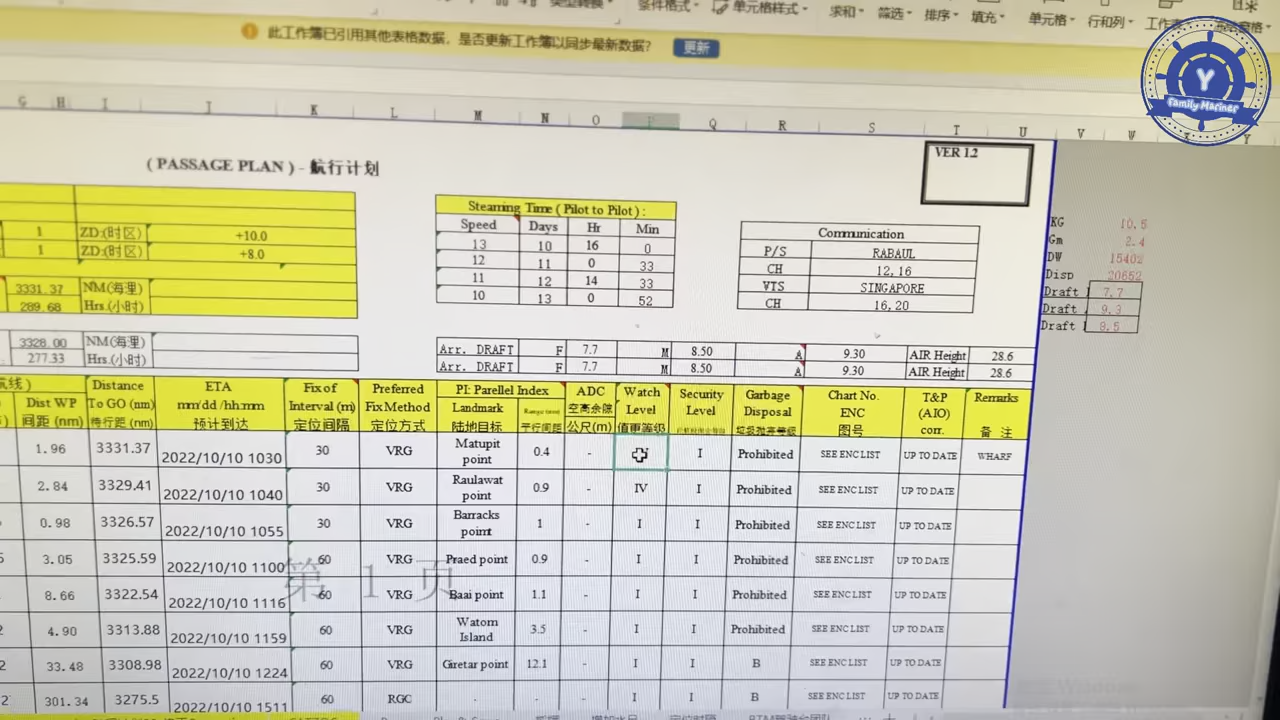 类型转换 条件格式 单元格样式 求和 筛选 排序 填充 单元格 行和列
此工作簿已引用其他表格数据，是否更新工作簿以同步最新数据? 更新
Y
family Mariner
G H I J K L M N O Q R S T U V W Y
( PASSAGE PLAN ) - 航行计划
VER 1.2
Steaming Time ( Pilot to Pilot ) :
Speed Days Hr Min
13 10 16 0
12 11 0 33
11 12 14 33
10 13 0 52
Communication
P/S RABAUL
CH 12,16
VTS SINGAPORE
CH 16,20
1 ZD:(时区) +10.0
1 ZD:(时区) +8.0
3331.37 NM(海里)
289.68 Hrs.(小时)
3328.00 NM(海里)
277.33 Hrs.(小时)
KG 10.5
Gm 2.4
DW 15402
Disp 20652
Draft 7.7
Draft 9.3
Draft 8.5
Arr. DRAFT F 7.7 M 8.50 A 9.30 AIR Height 28.6
Arr. DRAFT F 7.7 M 8.50 A 9.30 AIR Height 28.6
Dist WP 间距 (nm)
Distance To GO (nm) 待行距 (nm)
ETA mm/dd /hh:mm 预计到达
Fix of Interval (m) 定位间隔
Preferred Fix Method 定位方式
PI: Parellel Index
Landmark 陆地目标
平行间距
ADC 空高余隙 公尺(m)
Watch Level 值更等级
Security Level
Garbage Disposal 垃圾抛弃等级
Chart No. ENC 图号
T&P (AIO) corr.
Remarks 备 注
1.96 3331.37 2022/10/10 1030 30 VRG Matupit point 0.4 - I Prohibited SEE ENC LIST UP TO DATE WHARF
2.84 3329.41 2022/10/10 1040 30 VRG Raulawat point 0.9 - IV I Prohibited SEE ENC LIST UP TO DATE
0.98 3326.57 2022/10/10 1055 30 VRG Barracks point 1 - I I Prohibited SEE ENC LIST UP TO DATE
3.05 3325.59 2022/10/10 1100 60 VRG Praed point 0.9 - I I Prohibited SEE ENC LIST UP TO DATE
第 1 页
8.66 3322.54 2022/10/10 1116 60 VRG Baai point 1.1 - I I Prohibited SEE ENC LIST UP TO DATE
4.90 3313.88 2022/10/10 1159 60 VRG Watom Island 3.5 - I I Prohibited SEE ENC LIST UP TO DATE
33.48 3308.98 2022/10/10 1224 60 VRG Giretar point 12.1 - I I B SEE ENC LIST UP TO DATE
301.34 3275.5 2022/10/10 1511 60 RGC - - - I I B SEE ENC LIST UP TO DATE